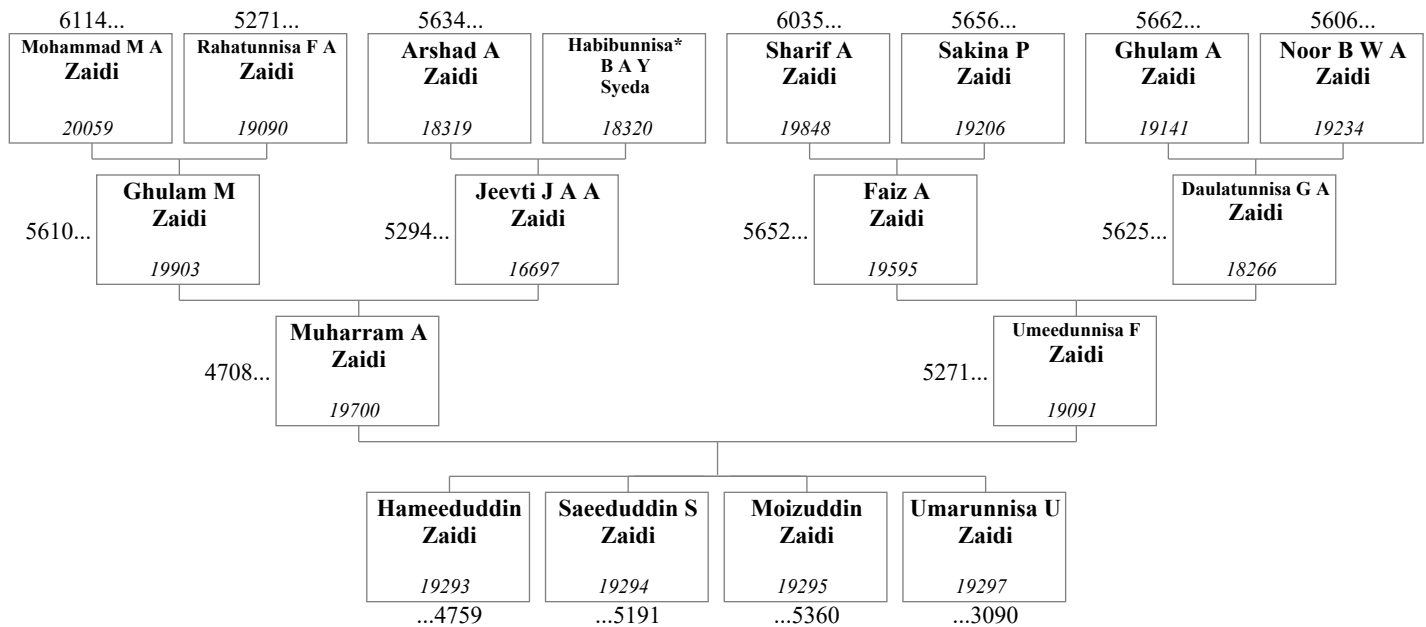 6114... 5271... 5634... 6035... 5656... 5662... 5606...
Mohammad M A
Zaidi
20059
Rahatunnisa F A
Zaidi
19090
Arshad A
Zaidi
18319
Habibunnisa*
B A Y
Syeda
18320
Sharif A
Zaidi
19848
Sakina P
Zaidi
19206
Ghulam A
Zaidi
19141
Noor B W A
Zaidi
19234
5610...
Ghulam M
Zaidi
19903
5294...
Jeevti J A A
Zaidi
16697
5652...
Faiz A
Zaidi
19595
5625...
Daulatunnisa G A
Zaidi
18266
4708...
Muharram A
Zaidi
19700
5271...
Umeedunnisa F
Zaidi
19091
Hameeduddin
Zaidi
19293
...4759
Saeeduddin S
Zaidi
19294
...5191
Moizuddin
Zaidi
19295
...5360
Umarunnisa U
Zaidi
19297
...3090